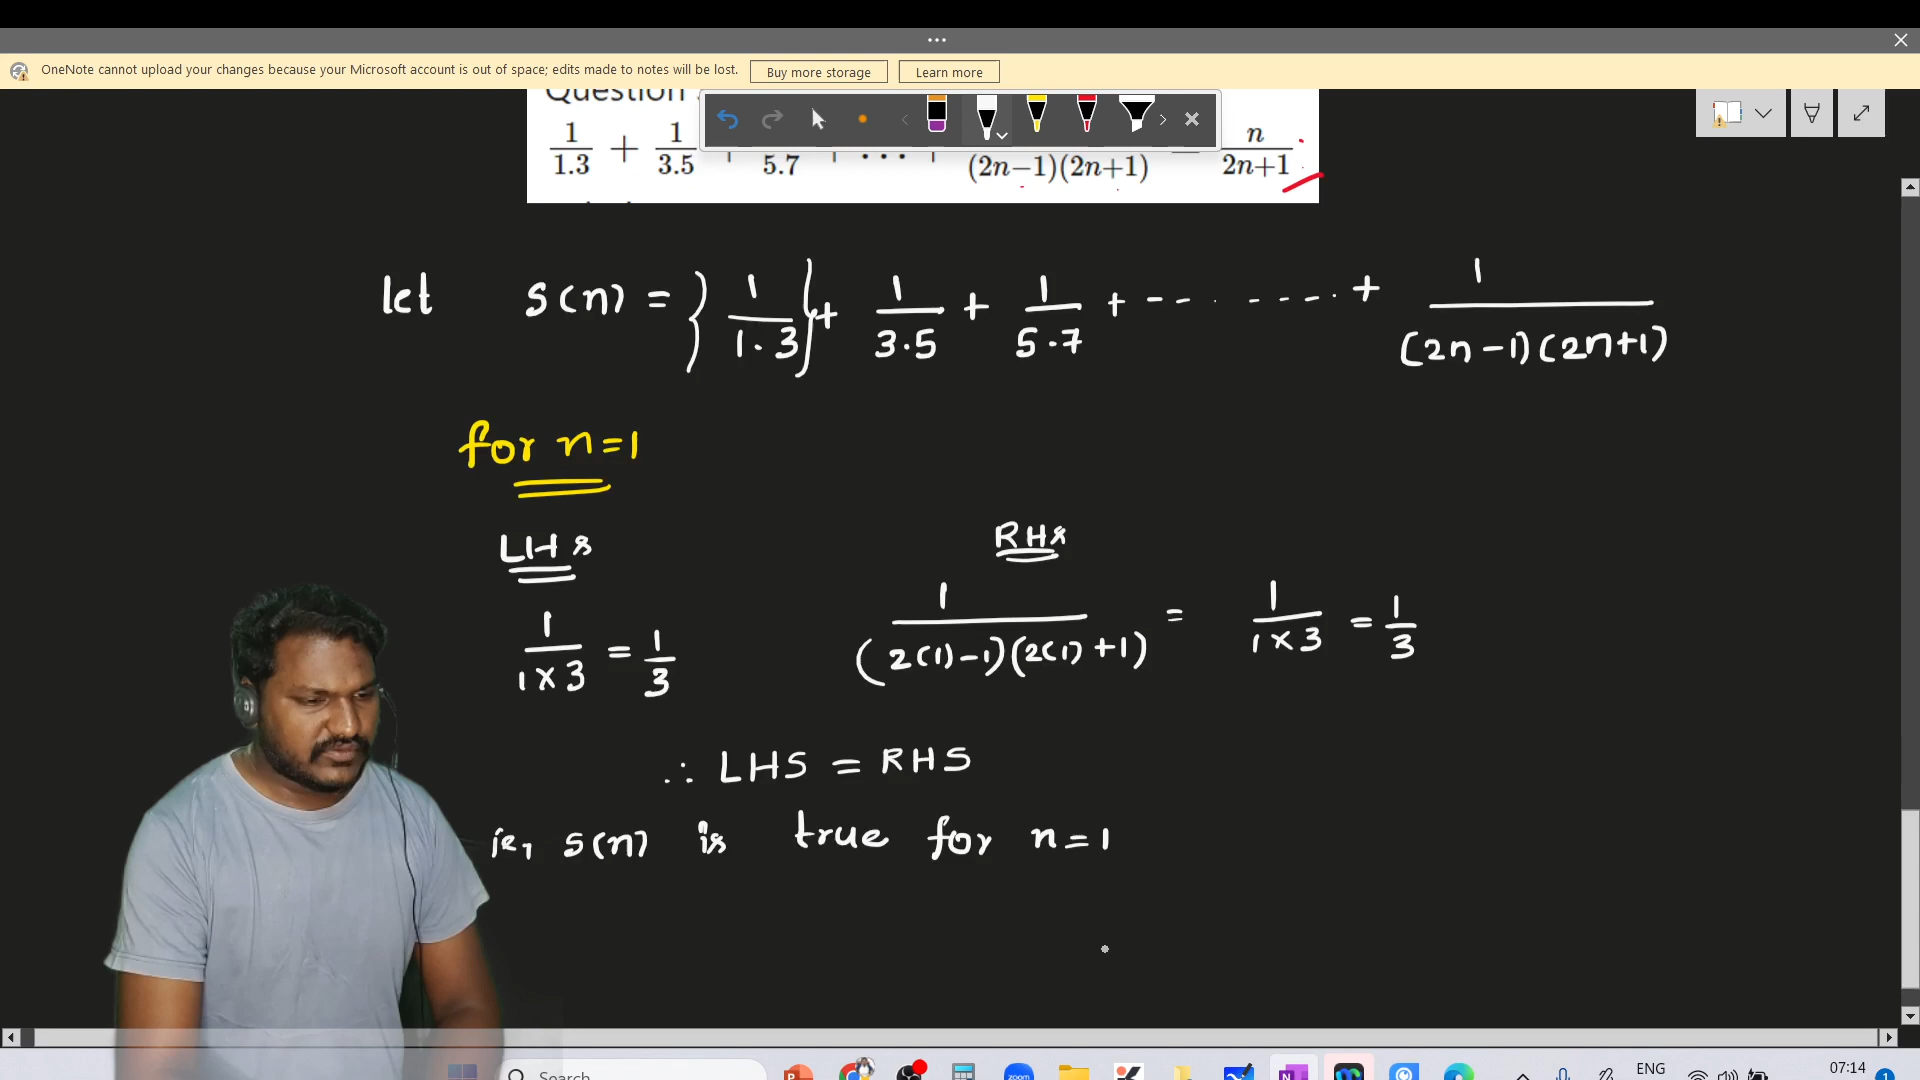 ...
OneNote cannot upload your changes because your Microsoft account is out of space; edits made to notes will be lost. Buy more storage Learn more
Question
1/1.3 + 1/3.5 + 5.7 + ... + (2n−1)(2n+1) = n/2n+1
let s(n) = { 1/1·3 } + 1/3·5 + 1/5·7 + - - - . - - - - . + 1/(2n-1)(2n+1)
for n=1
LHs RHs
1/1×3 = 1/3 1/(2(1)-1)(2(1)+1) = 1/1×3 = 1/3
∴ LHS = RHS
ie, s(n) is true for n=1
Search zoom ENG 07:14